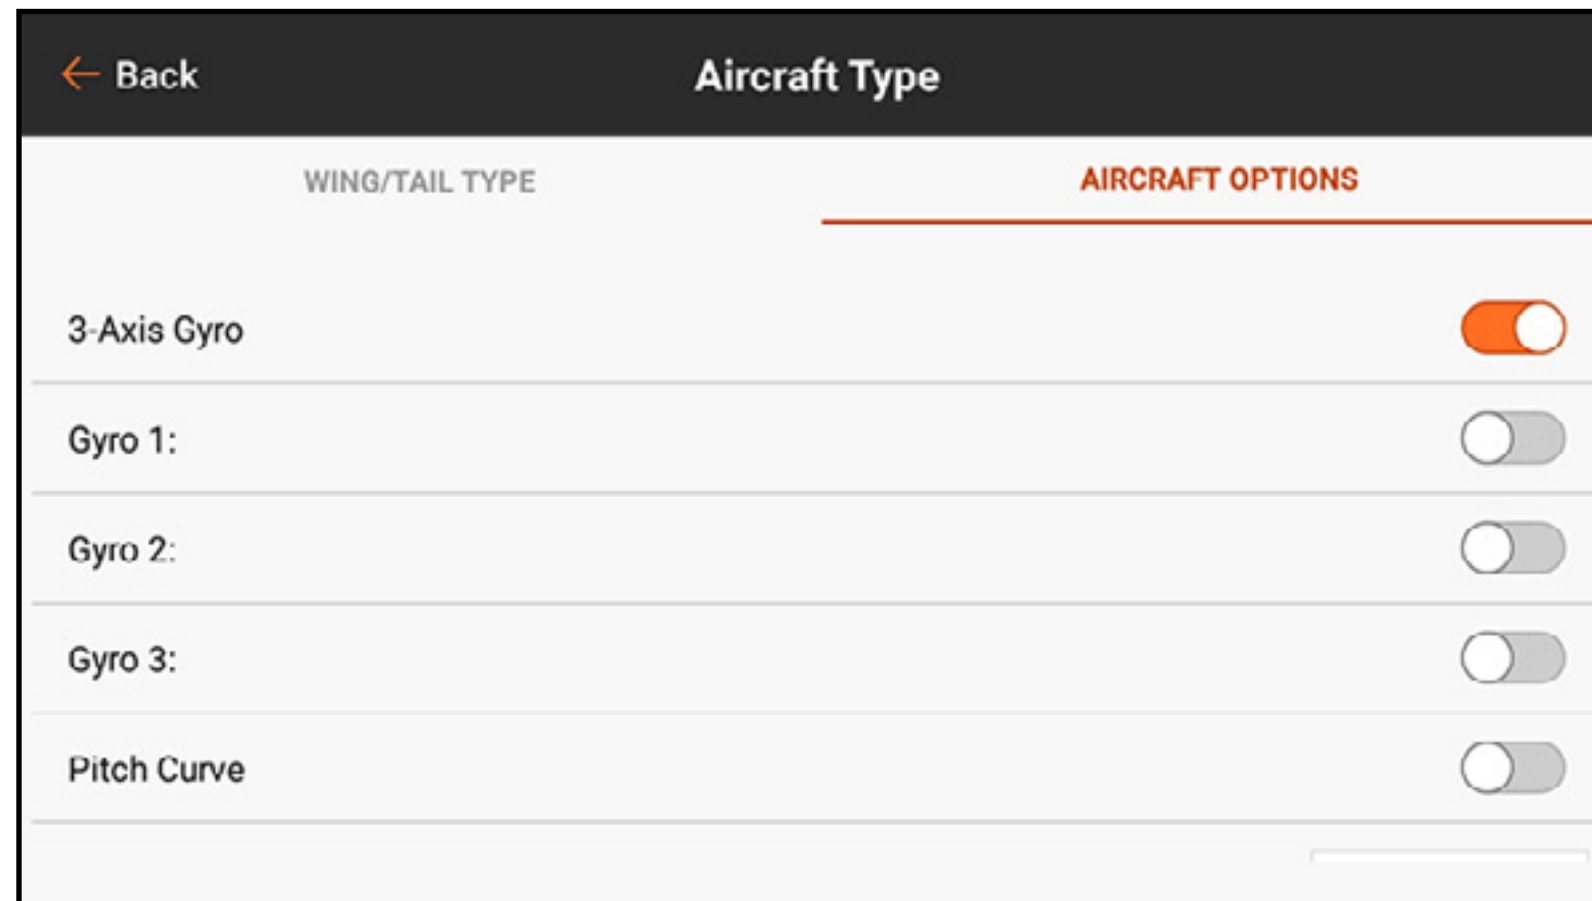 Back
Aircraft Type
WING/TAIL TYPE
AIRCRAFT OPTIONS
3-Axis Gyro
Gyro 1:
Gyro 2:
Gyro 3:
Pitch Curve